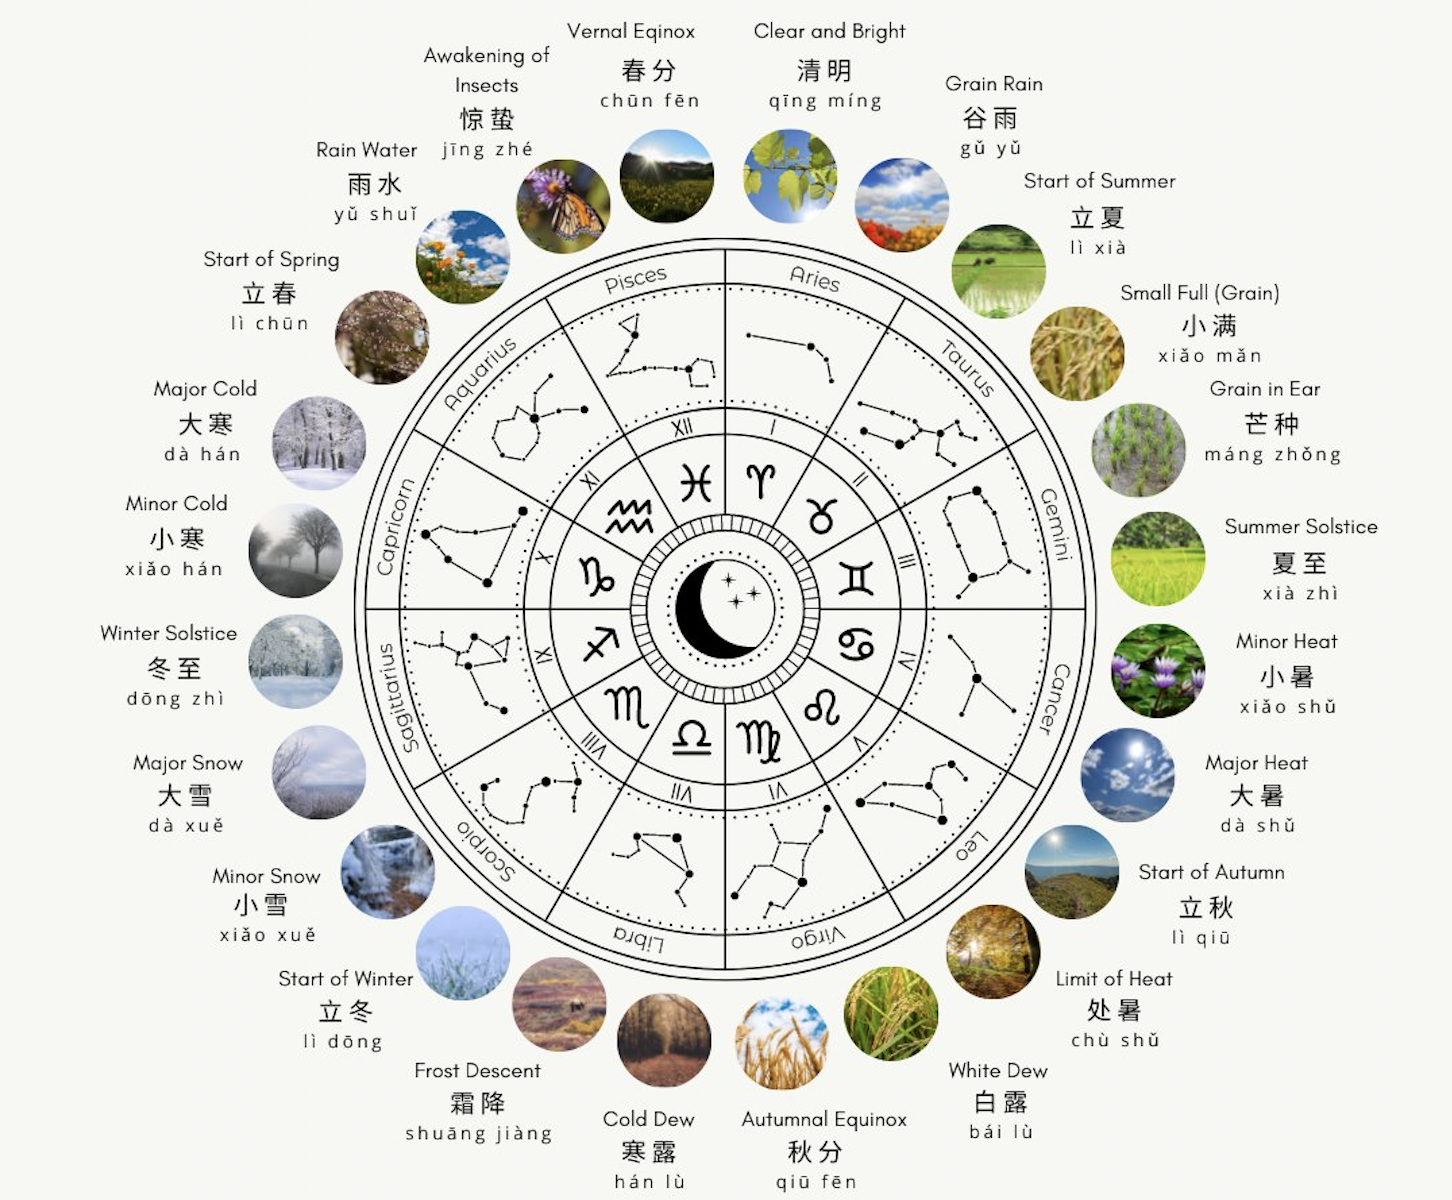 Vernal Eqinox
春分
chūn fēn
Clear and Bright
清明
qīng míng
Grain Rain
谷雨
gǔ yǔ
Start of Summer
立夏
lì xià
Small Full (Grain)
小满
xiǎo mǎn
Grain in Ear
芒种
máng zhǒng
Summer Solstice
夏至
xià zhì
Minor Heat
小暑
xiǎo shǔ
Major Heat
大暑
dà shǔ
Start of Autumn
立秋
lì qiū
Limit of Heat
处暑
chù shǔ
White Dew
白露
bái lù
Autumnal Equinox
秋分
qiū fēn
Cold Dew
寒露
hán lù
Frost Descent
霜降
shuāng jiàng
Start of Winter
立冬
lì dōng
Minor Snow
小雪
xiǎo xuě
Major Snow
大雪
dà xuě
Winter Solstice
冬至
dōng zhì
Minor Cold
小寒
xiǎo hán
Major Cold
大寒
dà hán
Start of Spring
立春
lì chūn
Rain Water
雨水
yǔ shuǐ
Awakening of
Insects
惊蛰
jīng zhé
Aries
Taurus
Gemini
Cancer
Leo
Virgo
Libra
Scorpio
Sagittarius
Capricorn
Aquarius
Pisces
I
II
III
IV
V
VI
VII
VIII
XI
X
XI
XII
♈
♉
♊
♋
♌
♍
♎
♏
♐
♑
♒
♓